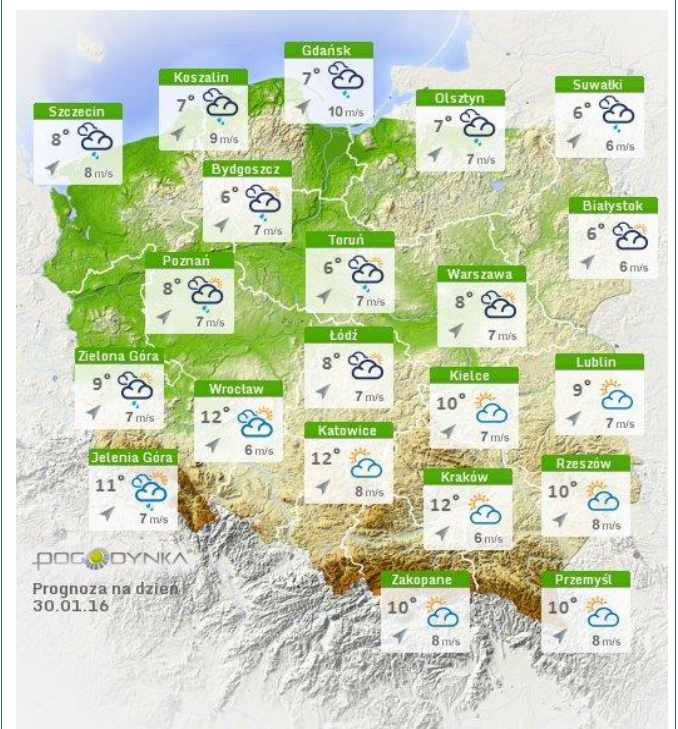 Gdańsk
7°
10 m/s
Koszalin
7°
9 m/s
Suwałki
6°
6 m/s
Olsztyn
7°
7 m/s
Szczecin
8°
8 m/s
Bydgoszcz
6°
7 m/s
Białystok
6°
6 m/s
Toruń
6°
7 m/s
Poznań
8°
7 m/s
Warszawa
8°
7 m/s
Łódź
8°
7 m/s
Zielona Góra
9°
7 m/s
Lublin
9°
7 m/s
Kielce
10°
7 m/s
Wrocław
12°
6 m/s
Katowice
12°
8 m/s
Jelenia Góra
11°
7 m/s
Rzeszów
10°
8 m/s
Kraków
12°
6 m/s
POGODYNKA
Prognoza na dzień
30.01.16
Zakopane
10°
8 m/s
Przemyśl
10°
8 m/s